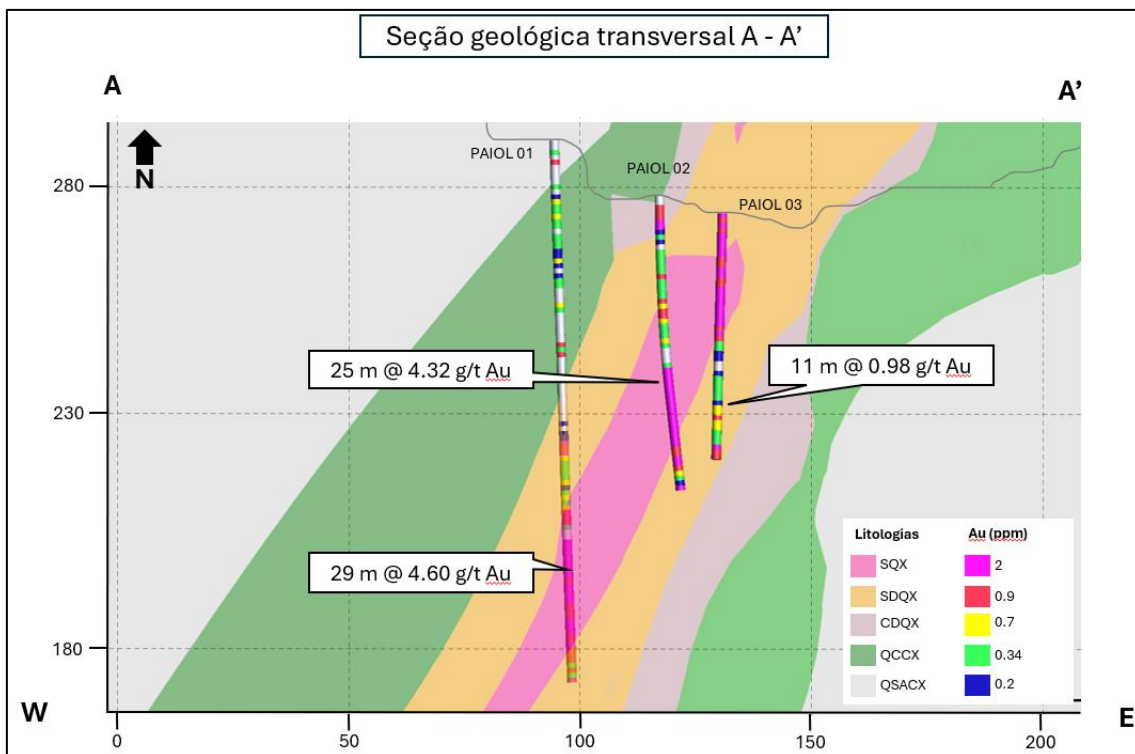 Seção geológica transversal A - A’
A
A’
N
PAIOL 01
PAIOL 02
PAIOL 03
280
230
180
25 m @ 4.32 g/t Au
11 m @ 0.98 g/t Au
29 m @ 4.60 g/t Au
Litologias Au (ppm)
SQX 2
SDQX 0.9
CDQX 0.7
QCCX 0.34
QSACX 0.2
W
E
0 50 100 150 200